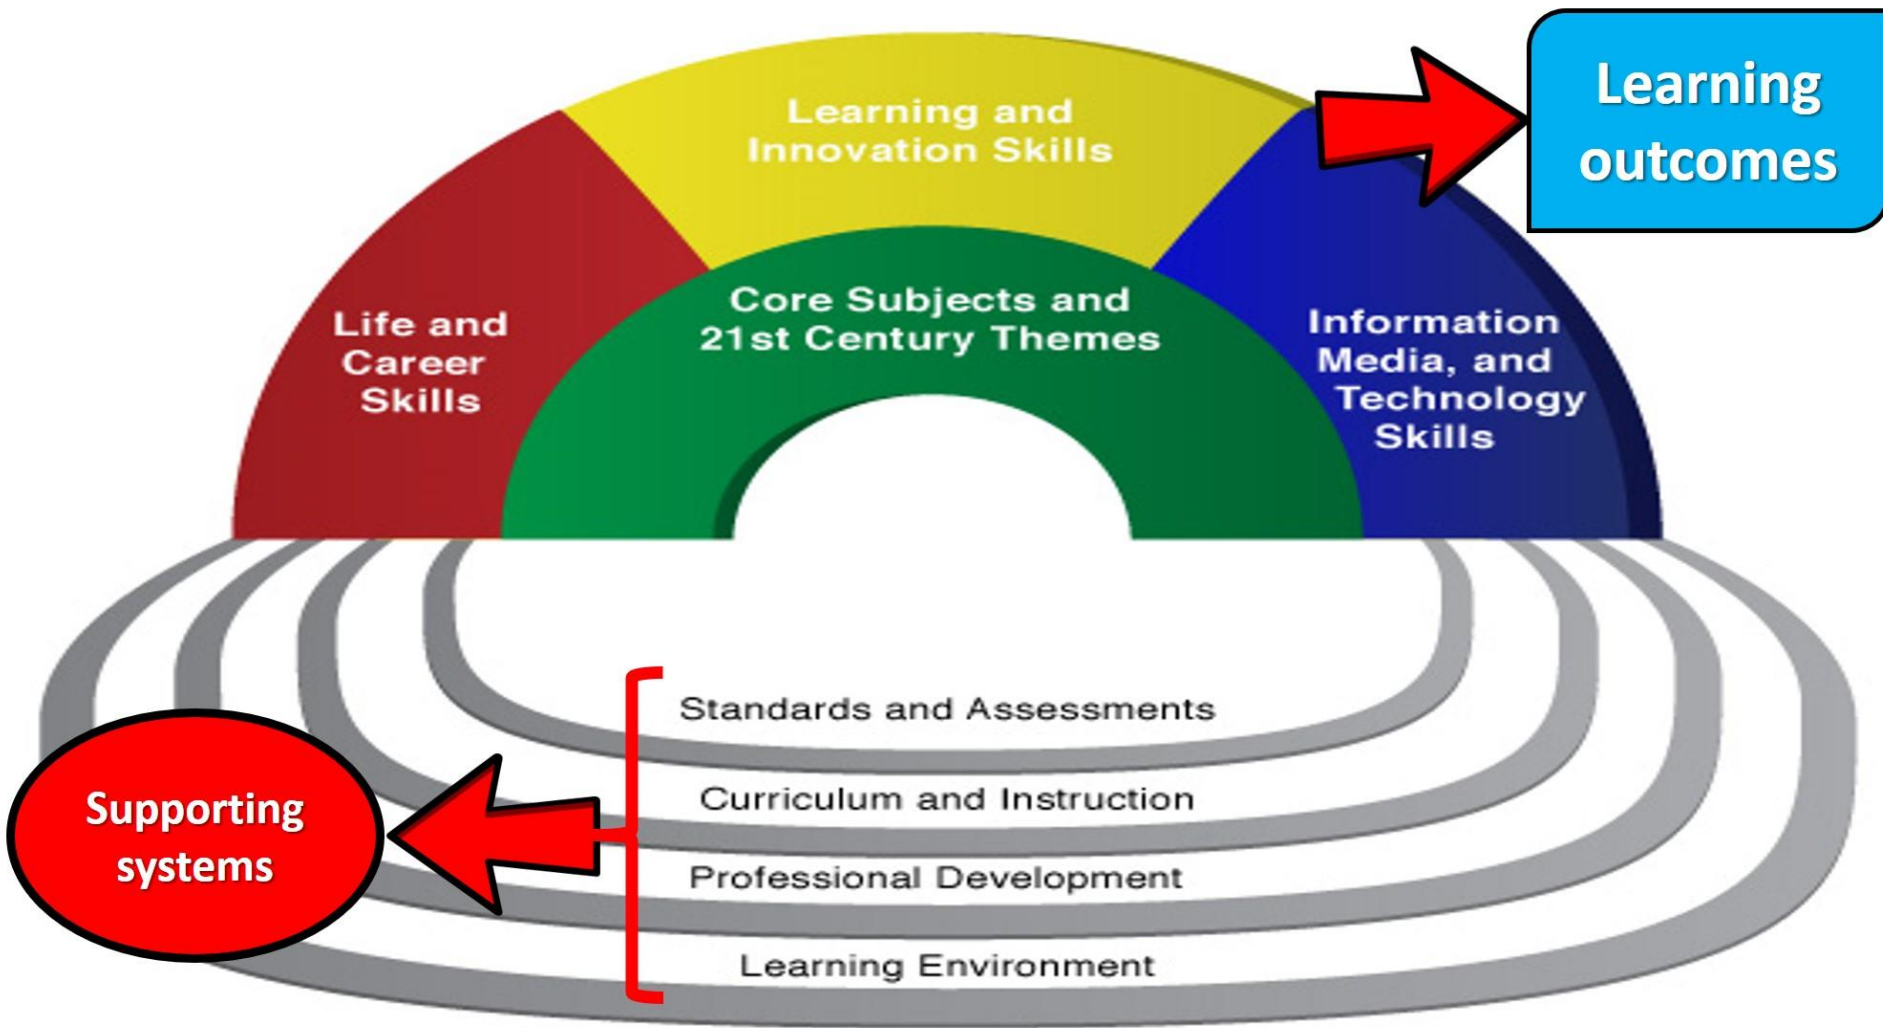 Learning
outcomes
Learning and
Innovation Skills
Core Subjects and
21st Century Themes
Life and
Career
Skills
Information
Media, and
Technology
Skills
Standards and Assessments
Curriculum and Instruction
Professional Development
Learning Environment
Supporting
systems